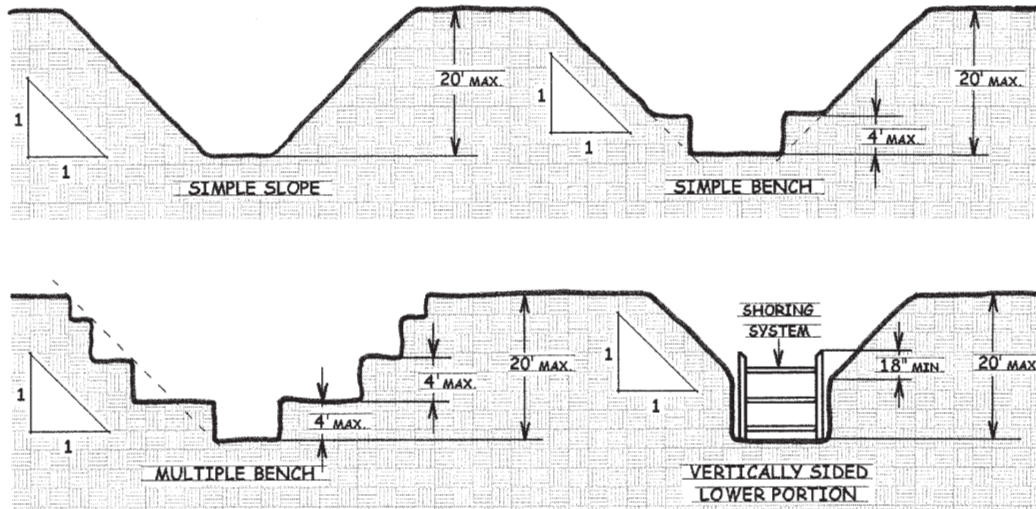 1
1
20' MAX.
SIMPLE SLOPE
1
1
4' MAX.
20' MAX.
SIMPLE BENCH
1
1
4' MAX.
4' MAX.
20' MAX.
MULTIPLE BENCH
1
1
SHORING
SYSTEM
18" MIN.
20' MAX.
VERTICALLY SIDED
LOWER PORTION